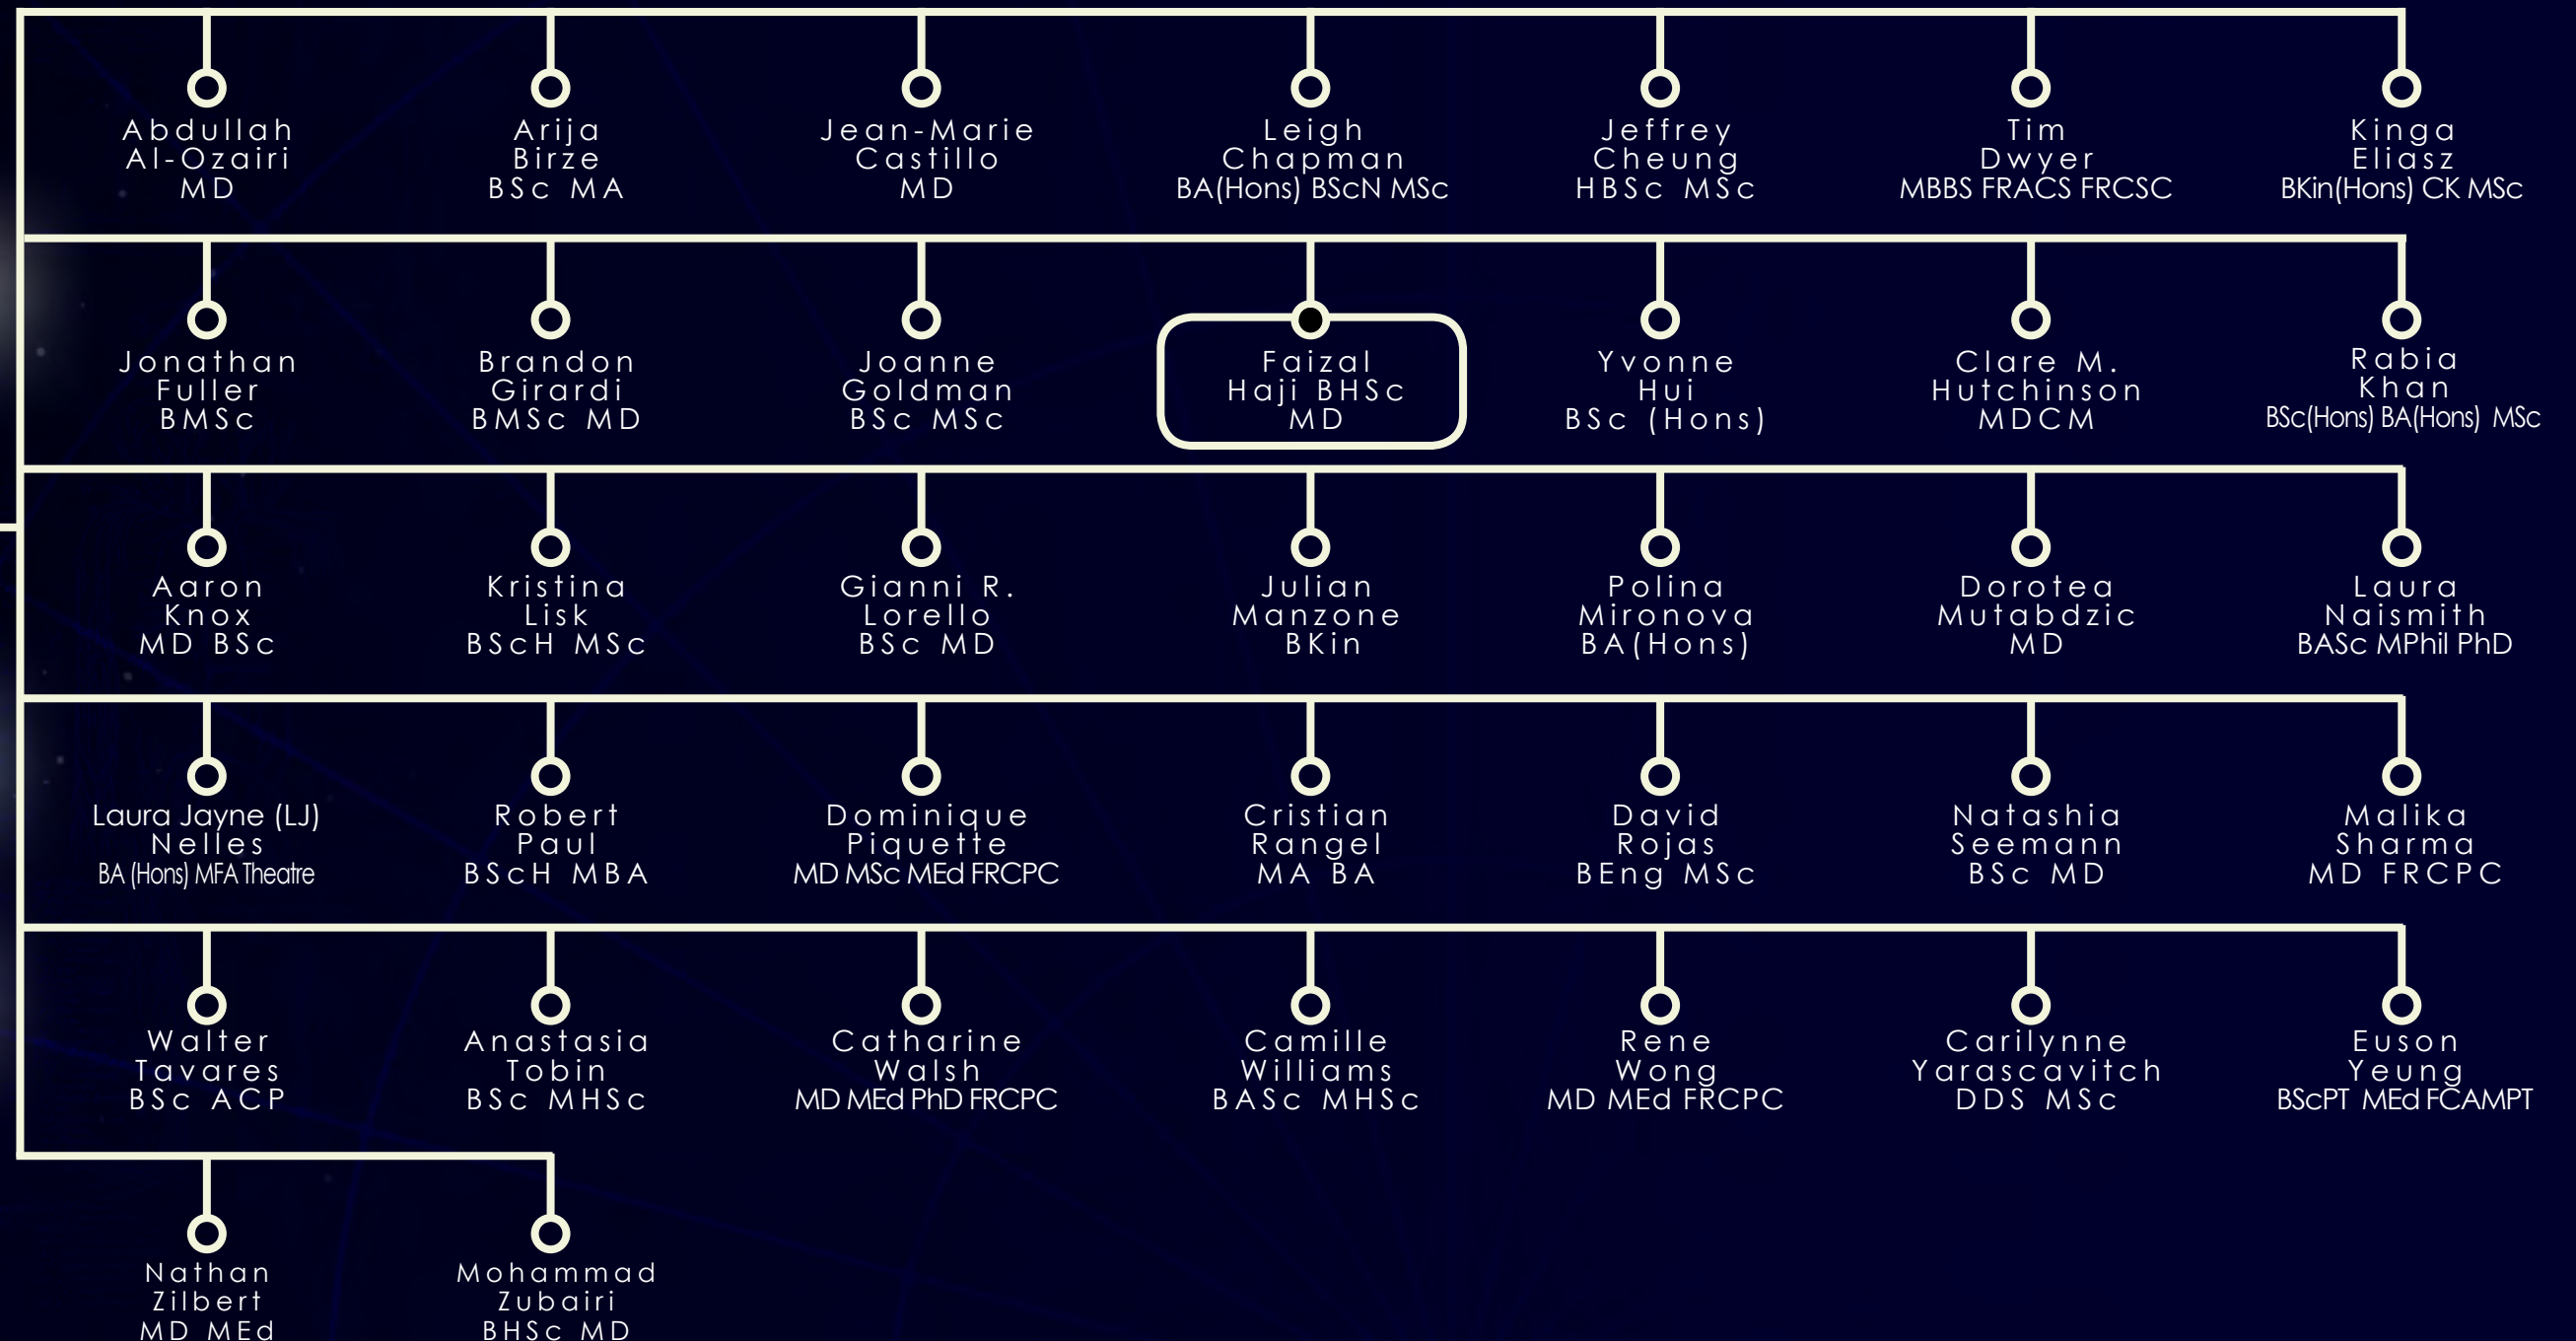 Abdullah
Al-Ozairi
MD
Arija
Birze
BSc MA
Jean-Marie
Castillo
MD
Leigh
Chapman
BA(Hons) BScN MSc
Jeffrey
Cheung
HBSc MSc
Tim
Dwyer
MBBS FRACS FRCSC
Kinga
Eliasz
BKin(Hons) CK MSc
Jonathan
Fuller
BMSc
Brandon
Girardi
BMSc MD
Joanne
Goldman
BSc MSc
Faizal
Haji BHSc
MD
Yvonne
Hui
BSc (Hons)
Clare M.
Hutchinson
MDCM
Rabia
Khan
BSc(Hons) BA(Hons) MSc
Aaron
Knox
MD BSc
Kristina
Lisk
BScH MSc
Gianni R.
Lorello
BSc MD
Julian
Manzone
BKin
Polina
Mironova
BA(Hons)
Dorotea
Mutabdzic
MD
Laura
Naismith
BASc MPhil PhD
Laura Jayne (LJ)
Nelles
BA (Hons) MFA Theatre
Robert
Paul
BScH MBA
Dominique
Piquette
MD MSc MEd FRCPC
Cristian
Rangel
MA BA
David
Rojas
BEng MSc
Natashia
Seemann
BSc MD
Malika
Sharma
MD FRCPC
Walter
Tavares
BSc ACP
Anastasia
Tobin
BSc MHSc
Catharine
Walsh
MD MEd PhD FRCPC
Camille
Williams
BASc MHSc
Rene
Wong
MD MEd FRCPC
Carilynne
Yarascavitch
DDS MSc
Euson
Yeung
BScPT MEd FCAMPT
Nathan
Zilbert
MD MEd
Mohammad
Zubairi
BHSc MD